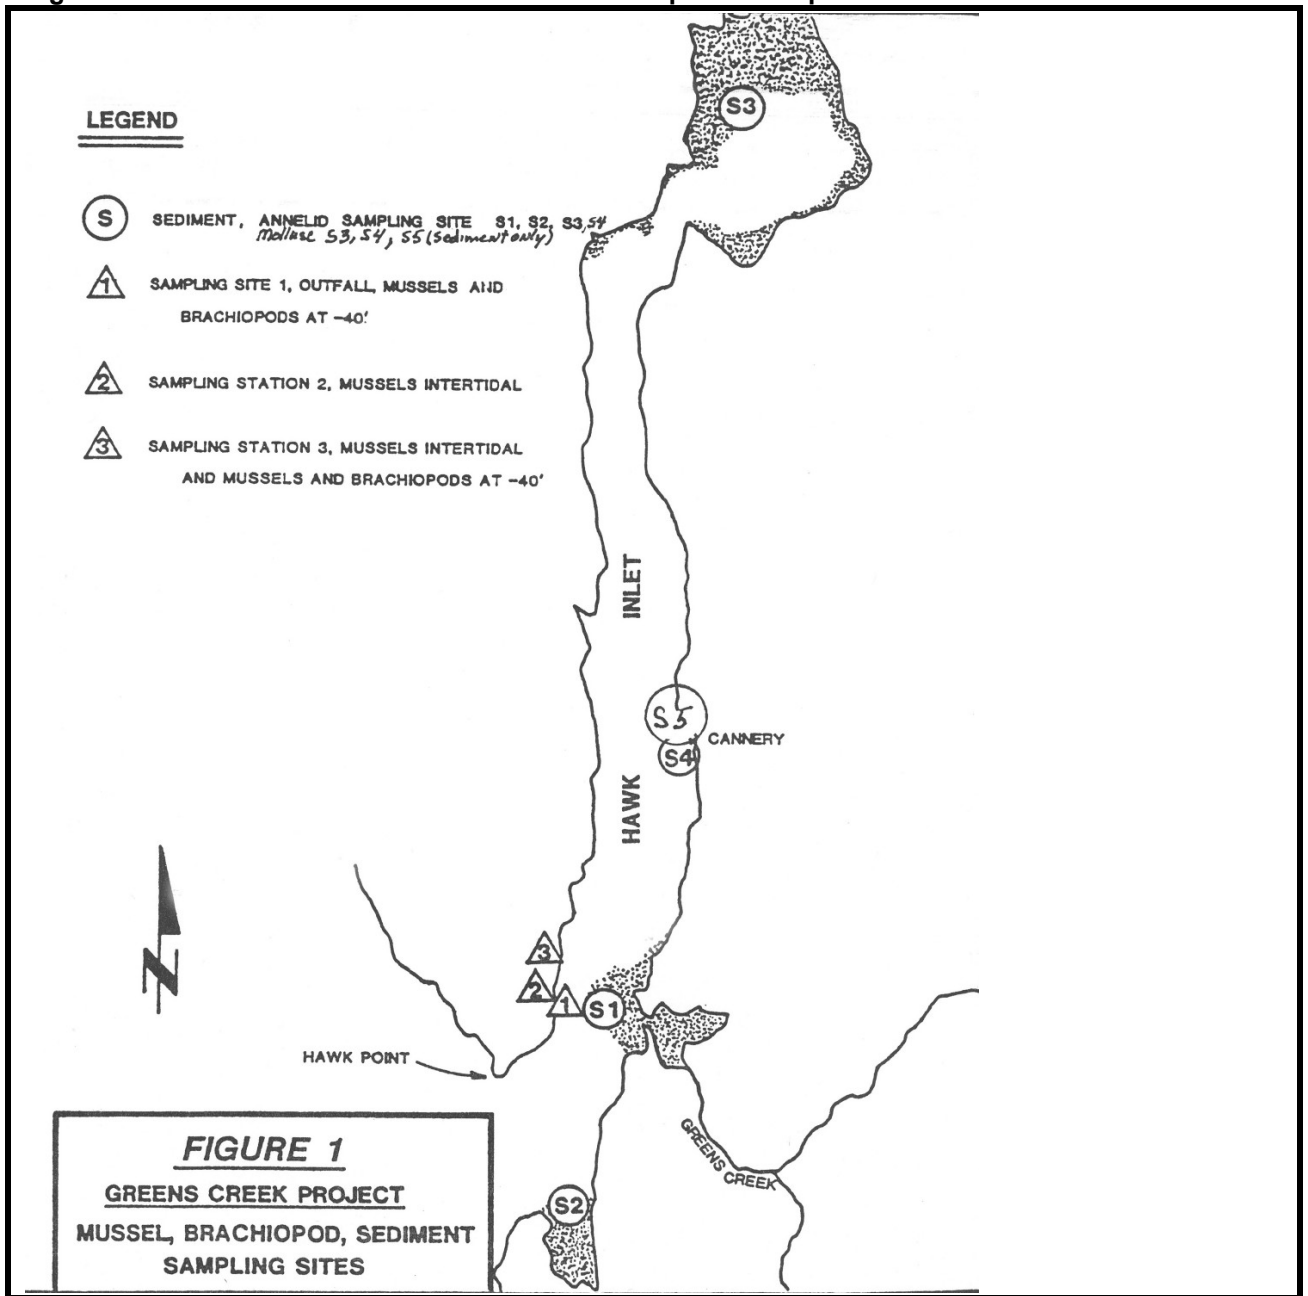 LEGEND
S SEDIMENT, ANNELID SAMPLING SITE S1, S2, S3, S4
Mollusc S3, S4, S5 (Sediment only)
1 SAMPLING SITE 1, OUTFALL, MUSSELS AND
BRACHIOPODS AT -40'
2 SAMPLING STATION 2, MUSSELS INTERTIDAL
3 SAMPLING STATION 3, MUSSELS INTERTIDAL
AND MUSSELS AND BRACHIOPODS AT -40'
S3
INLET
S5
CANNERY
S4
HAWK
N
3
2
1
S1
HAWK POINT
GREENS CREEK
S2
FIGURE 1
GREENS CREEK PROJECT
MUSSEL, BRACHIOPOD, SEDIMENT
SAMPLING SITES